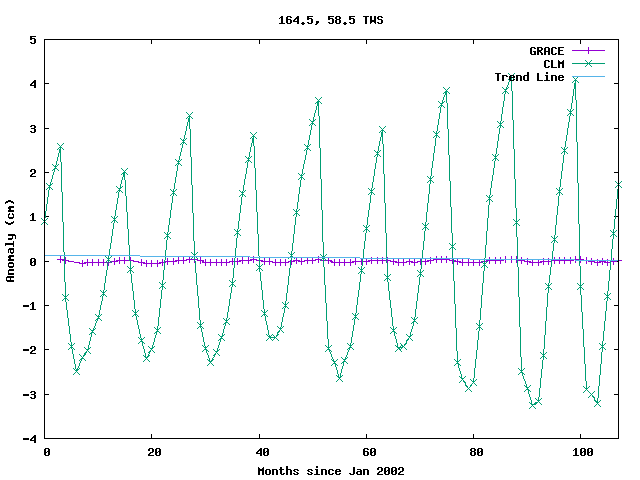 164.5, 58.5 TWS
GRACE
CLM
Trend Line
5
4
3
2
1
0
-1
-2
-3
-4
Anomaly (cm)
0 20 40 60 80 100
Months since Jan 2002